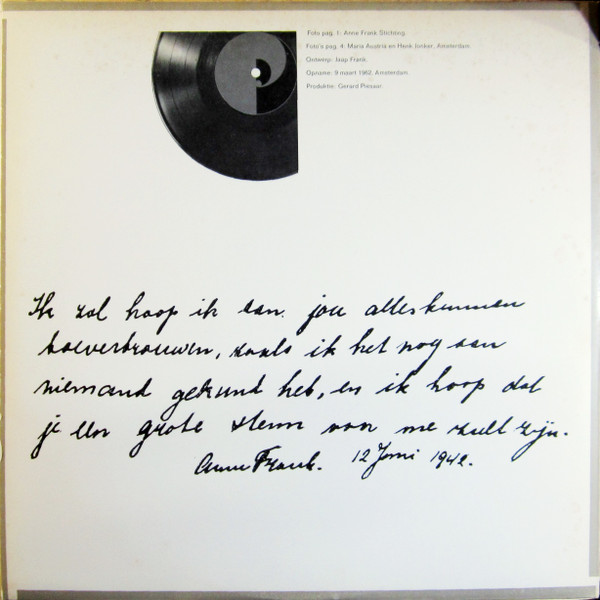 Foto pag. 1: Anne Frank Stichting.
Foto's pag. 4: Maria Austria en Henk Jonker, Amsterdam.
Ontwerp: Jaap Frank.
Opname: 9 maart 1962, Amsterdam
Produktie: Gerard Plessor.
Ik zal hoop ik aan jou alles kunnen
toevertrouwen, zoals ik het nog aan
niemand gekund heb, en ik hoop dat
je een grote steun van me zult zijn.
Anne Frank. 12 Juni 1942.